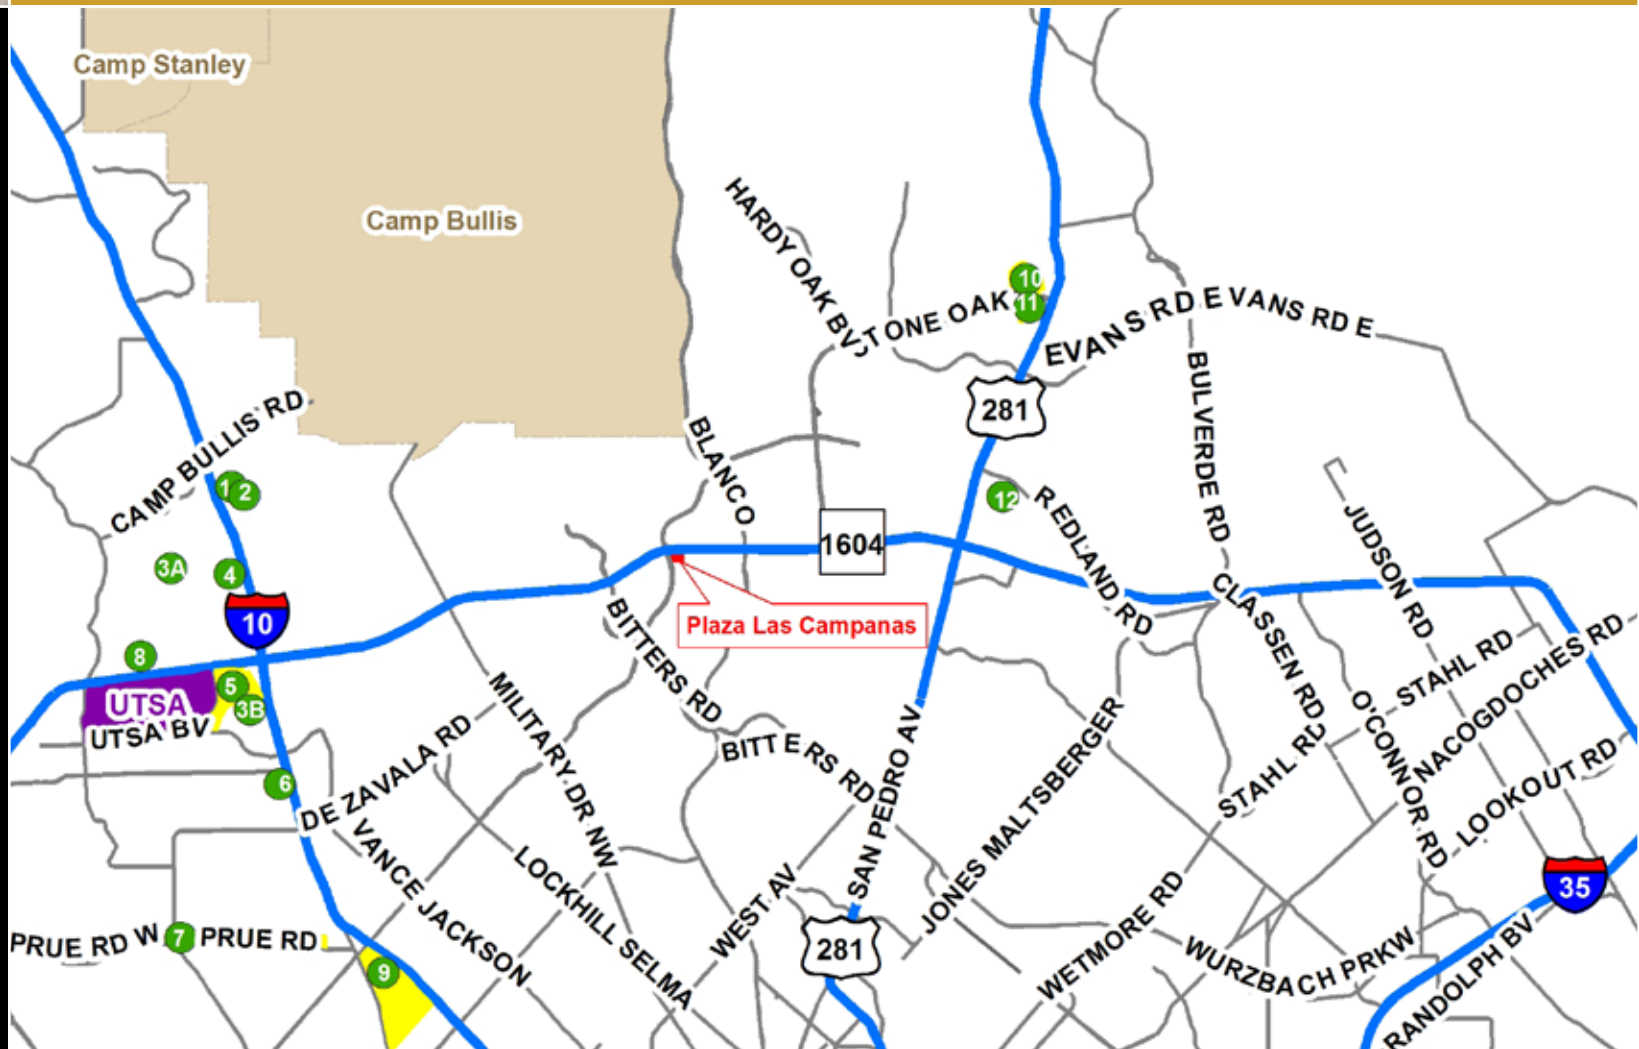 Camp Stanley
Camp Bullis
HARDY OAK BV
10
11
TONE OAK
EVANS RD
EVANS RD E
281
BULVERDE RD
CAMP BULLIS RD
BLANCO
1
2
12
REDLAND RD
JUDSON RD
1604
3A
4
10
Plaza Las Campanas
BITTERS RD
CLASSEN RD
8
5
3B
UTSA
UTSA BV
MILITARY DR NW
STAHL RD
NACOGDOCHES RD
O'CONNOR RD
DE ZAVALA RD
BITTERS RD
SAN PEDRO AV
JONES MALTSBERGER
STAHL RD
LOOKOUT RD
6
VANCE JACKSON
LOCKHILL SELMA
WEST AV
WETMORE RD
35
PRUE RD W
7
PRUE RD
9
281
WURZBACH PRKW
RANDOLPH BV